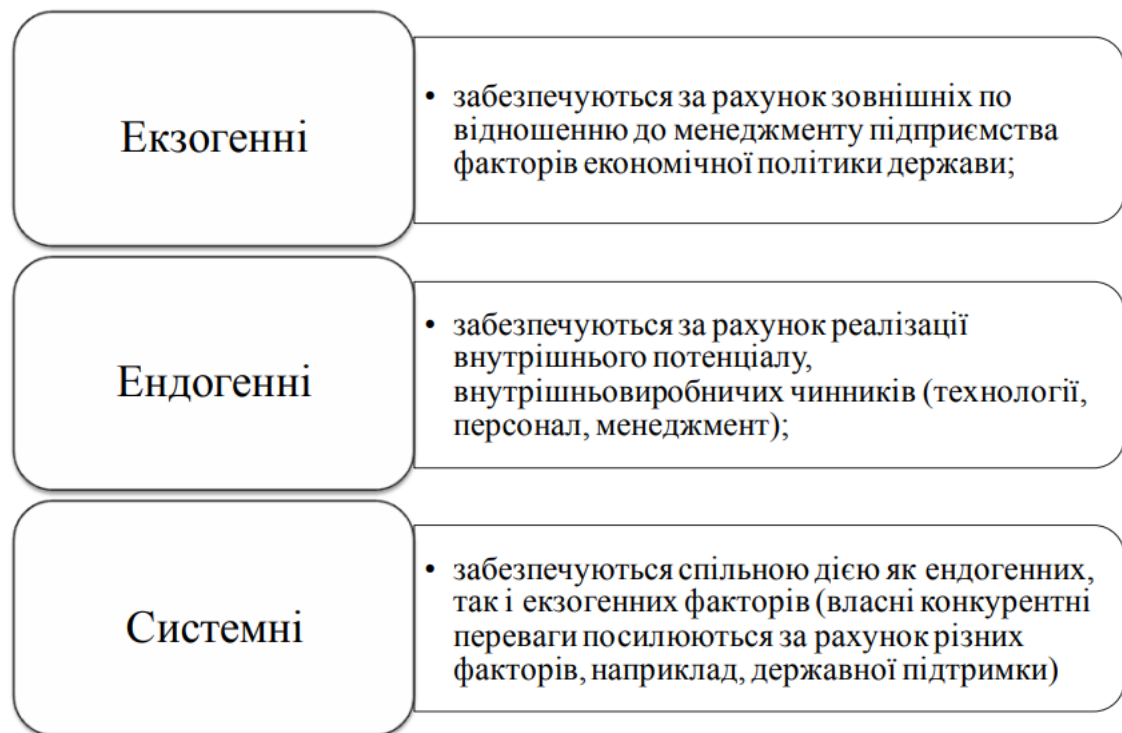 Екзогенні
• забезпечуються за рахунок зовнішніх по
відношенню до менеджменту підприємства
факторів економічної політики держави;
Ендогенні
• забезпечуються за рахунок реалізації
внутрішнього потенціалу,
внутрішньовиробничих чинників (технології,
персонал, менеджмент);
Системні
• забезпечуються спільною дією як ендогенних,
так і екзогенних факторів (власні конкурентні
переваги посилюються за рахунок різних
факторів, наприклад, державної підтримки)